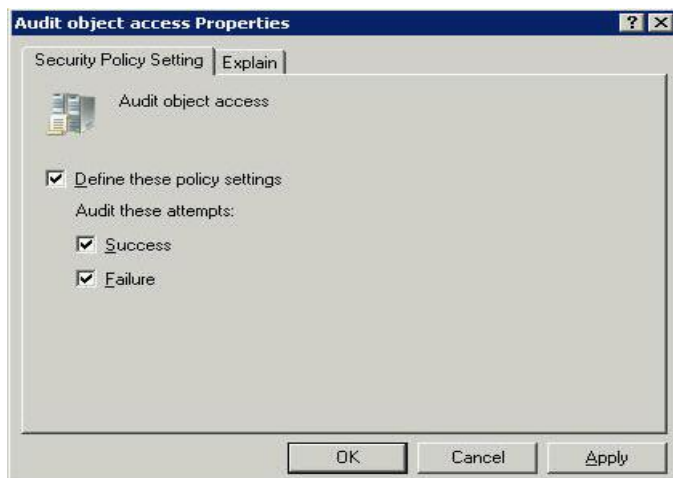 Audit object access Properties
? X
Security Policy Setting
Explain
Audit object access
Define these policy settings
Audit these attempts:
Success
Failure
OK
Cancel
Apply